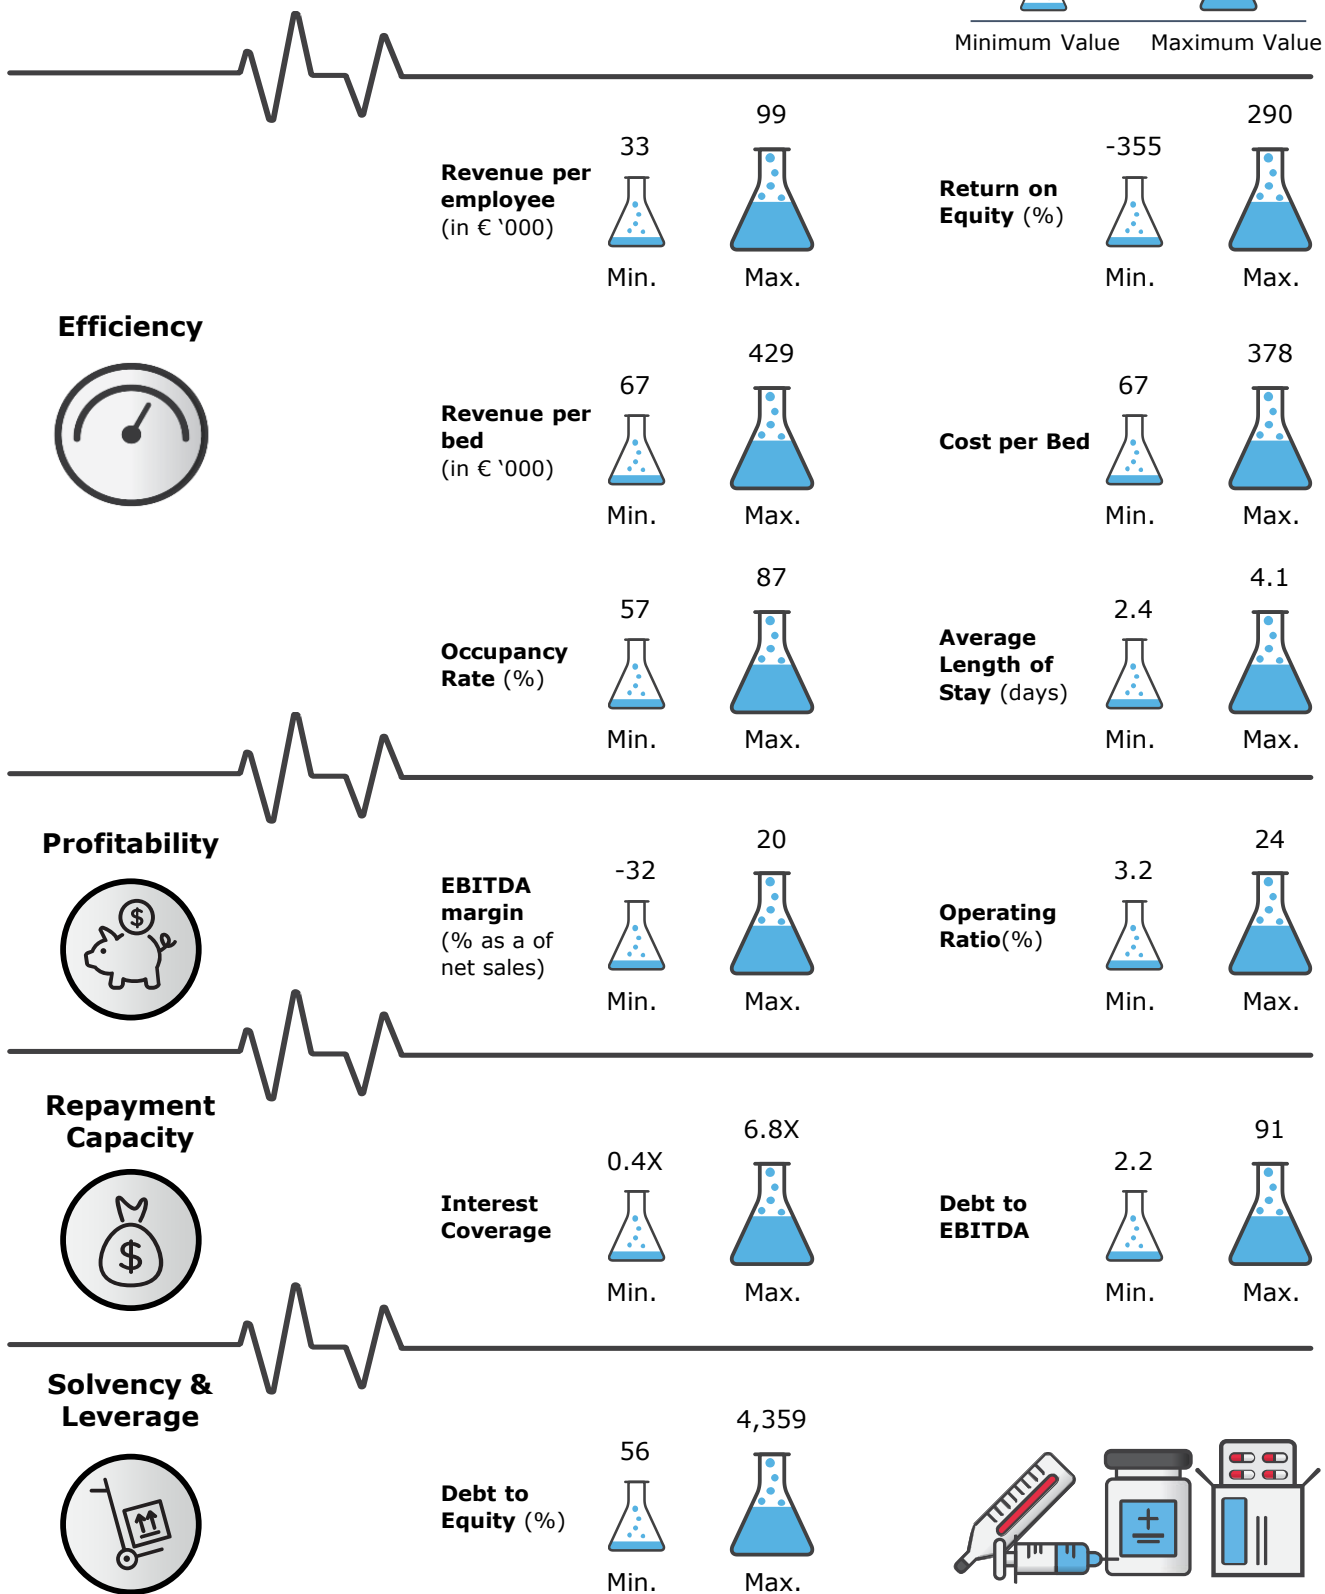 Minimum Value Maximum Value
Efficiency
Revenue per
employee
(in € ‘000)
33
Min.
99
Max.
Return on
Equity (%)
-355
Min.
290
Max.
Revenue per
bed
(in € ‘000)
67
Min.
429
Max.
Cost per Bed
67
Min.
378
Max.
Occupancy
Rate (%)
57
Min.
87
Max.
Average
Length of
Stay (days)
2.4
Min.
4.1
Max.
Profitability
$
EBITDA
margin
(% as a of
net sales)
-32
Min.
20
Max.
Operating
Ratio(%)
3.2
Min.
24
Max.
Repayment
Capacity
$
Interest
Coverage
0.4X
Min.
6.8X
Max.
Debt to
EBITDA
2.2
Min.
91
Max.
Solvency &
Leverage
Debt to
Equity (%)
56
Min.
4,359
Max.